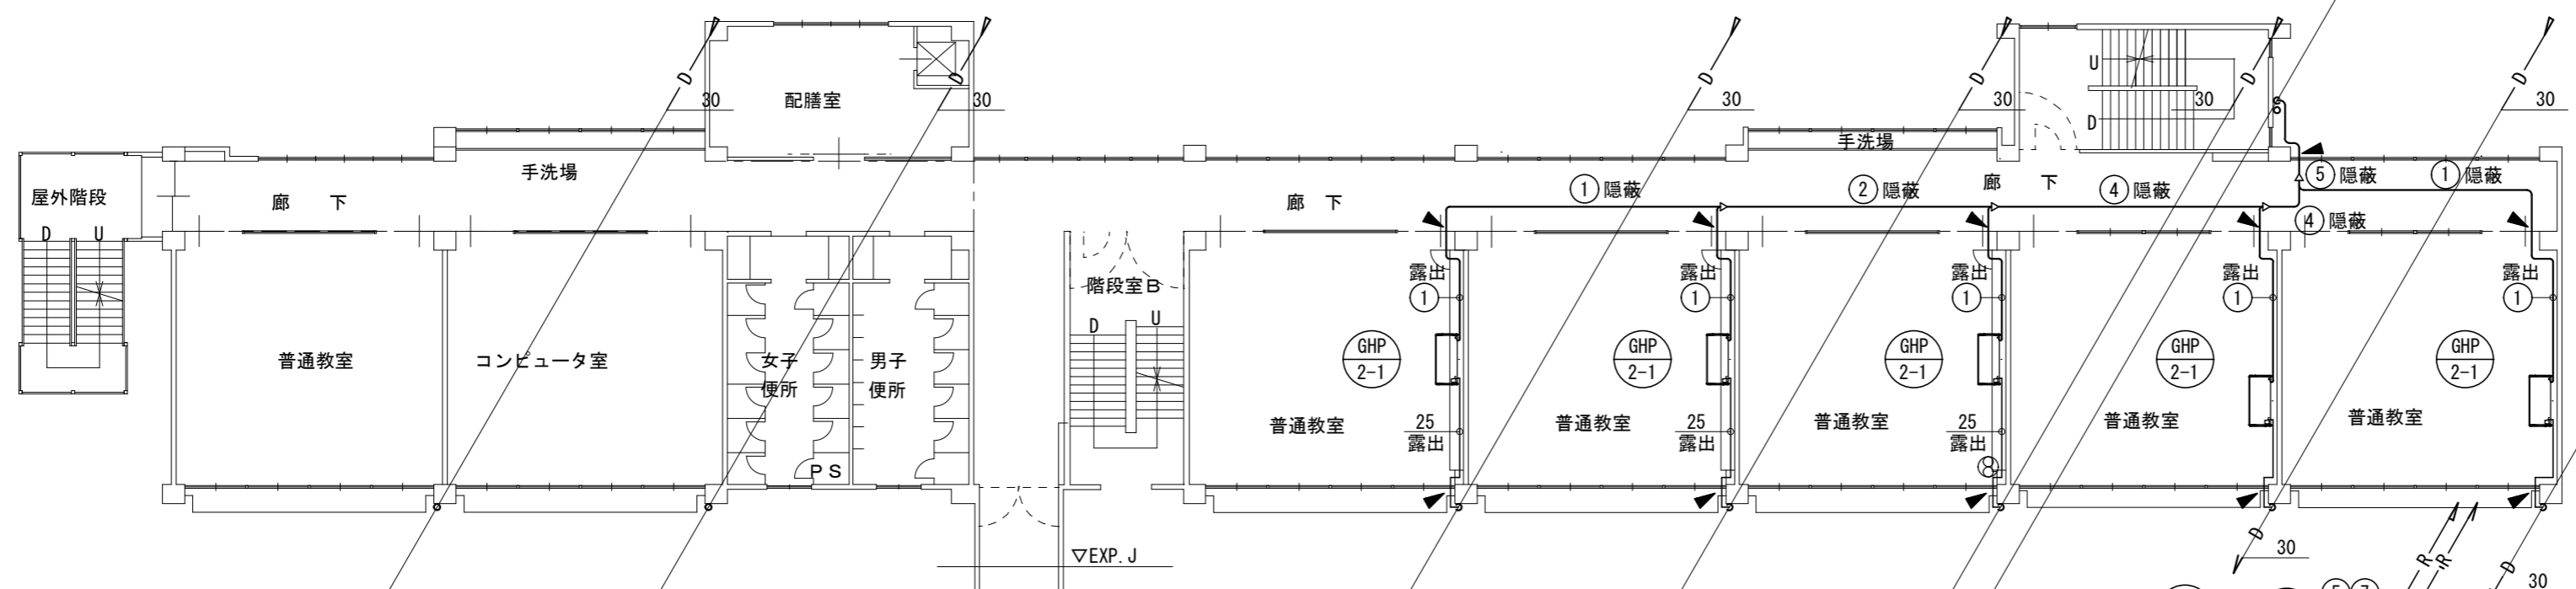 D
D
D
D
D
D
30
30
30
30
30
30
配膳室
U
D
手洗場
手洗場
屋外階段
D
U
廊　下
廊　下
廊　下
① 隠蔽
② 隠蔽
④ 隠蔽
⑤ 隠蔽
① 隠蔽
④ 隠蔽
露出
①
露出
①
露出
①
露出
①
露出
①
階段室B
D
U
普通教室
コンピュータ室
女子
便所
男子
便所
PS
GHP
2-1
GHP
2-1
GHP
2-1
GHP
2-1
GHP
2-1
普通教室
普通教室
普通教室
普通教室
普通教室
25
露出
25
露出
25
露出
▽EXP.J
D
30
R
R
D
30